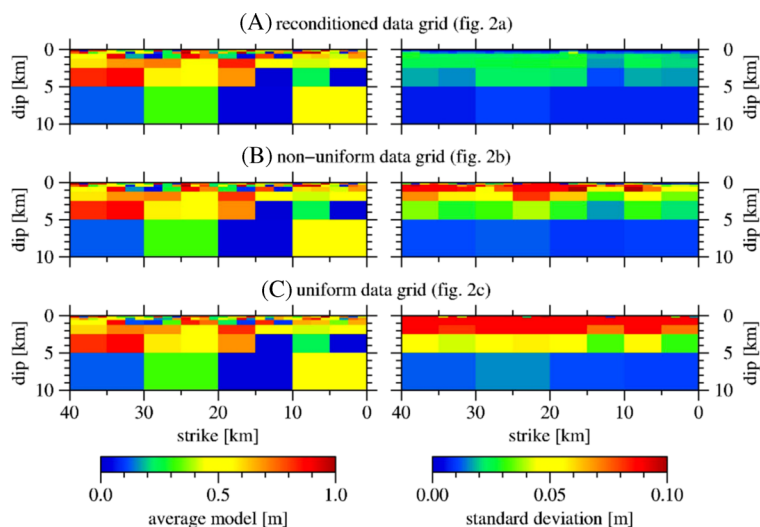 (A) reconditioned data grid (fig. 2a)
dip [km]
0
5
10
0
5
10
dip [km]
(B) non-uniform data grid (fig. 2b)
dip [km]
0
5
10
0
5
10
dip [km]
(C) uniform data grid (fig. 2c)
dip [km]
0
5
10
0
5
10
dip [km]
40 30 20 10 0
40 30 20 10 0
strike [km]
strike [km]
0.0 0.5 1.0
0.00 0.05 0.10
average model [m]
standard deviation [m]